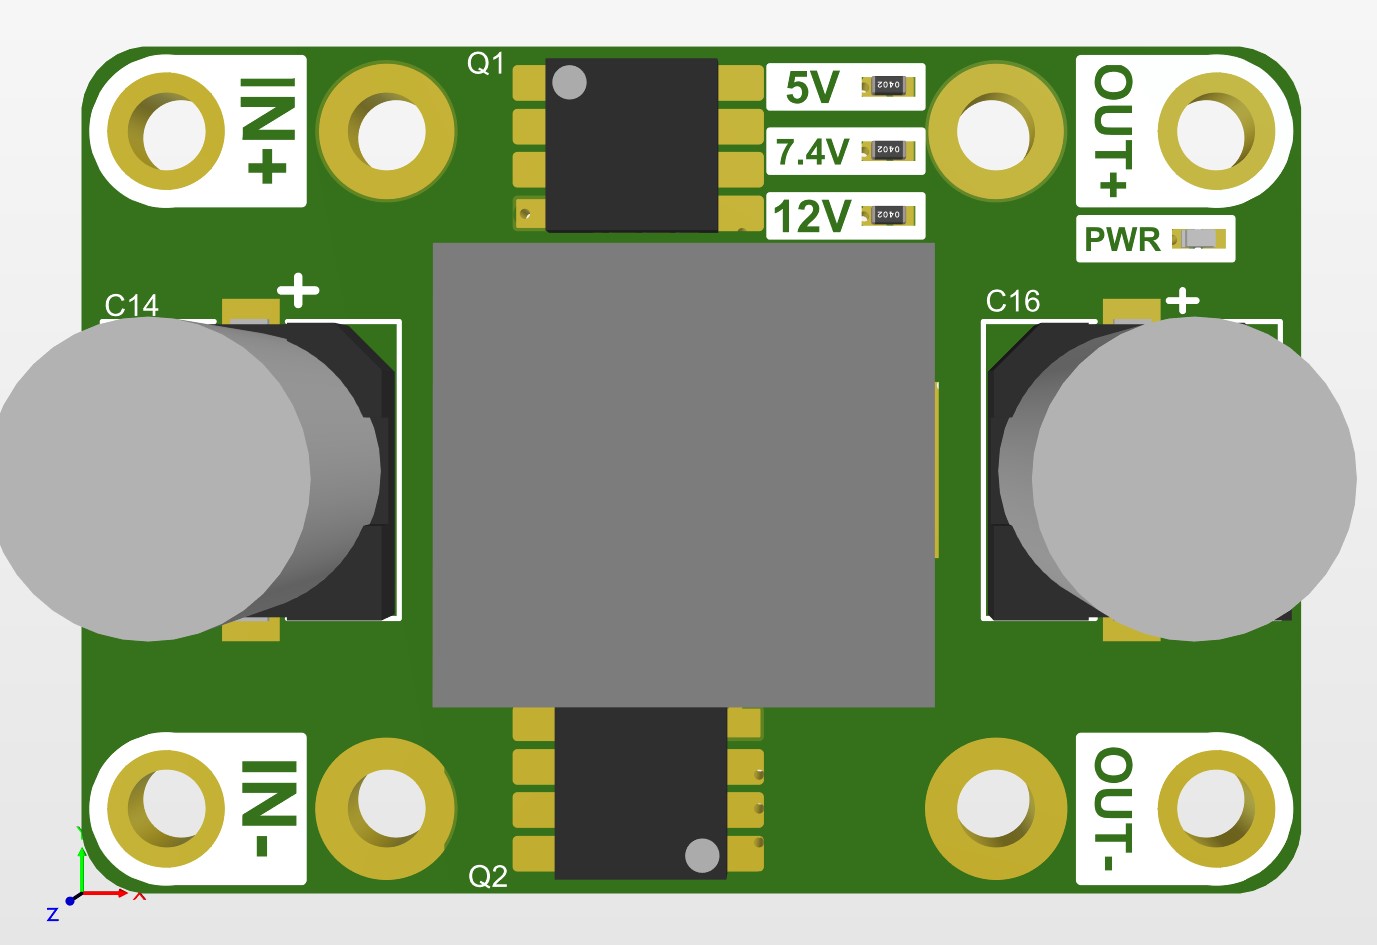 Q1
IN+
5V 0402
7.4V 0402
12V 0402
OUT+
PWR
C14
+
C16
+
IN-
Q2
OUT-
Y
X
Z